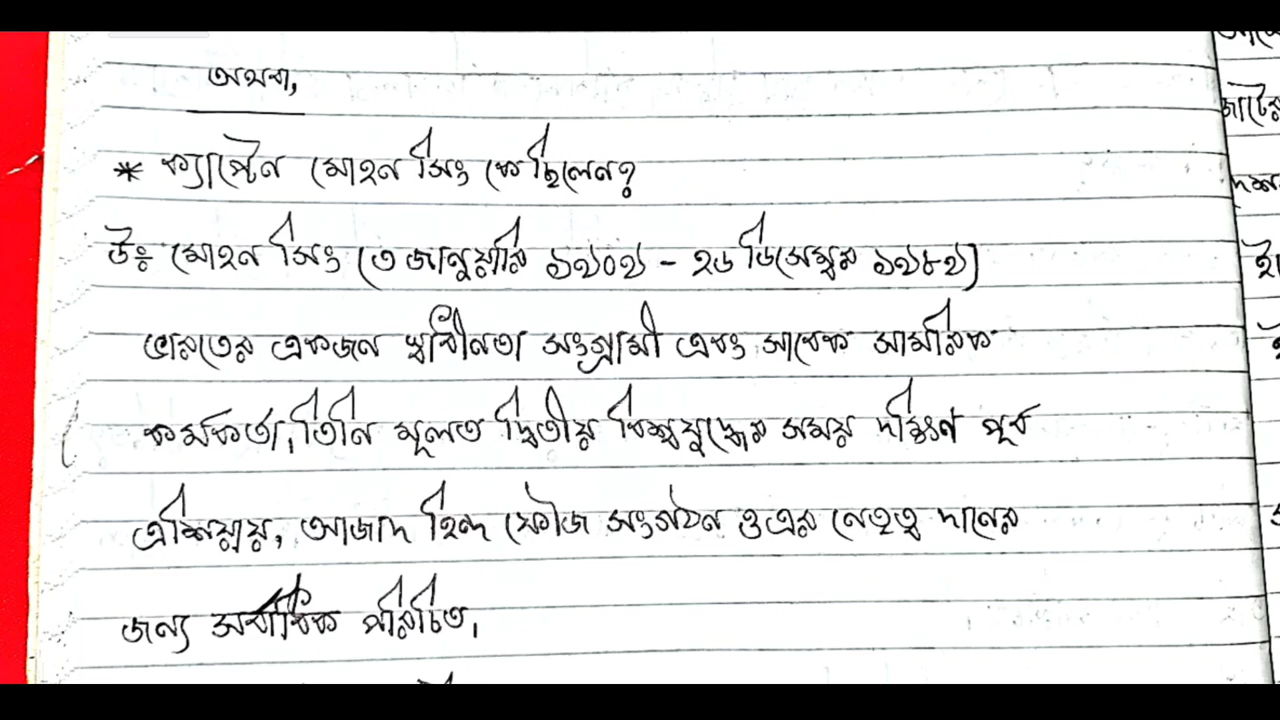 অথবা,
* ক্যাপ্টেন মোহন সিং কে ছিলেন?
উঃ মোহন সিং (৩ জানুয়ারি ১৯০৯ - ২৬ ডিসেম্বর ১৯৮৯)
ভারতের একজন স্বাধীনতা সংগ্রামী এবং সাবেক সামরিক
কর্মকর্তা, তিনি মূলত দ্বিতীয় বিশ্বযুদ্ধের সময় দক্ষিণ পূর্ব
এশিয়ায়, আজাদ হিন্দ ফৌজ সংগঠন ও এর নেতৃত্ব দানের
জন্য সর্বাধিক পরিচিত,